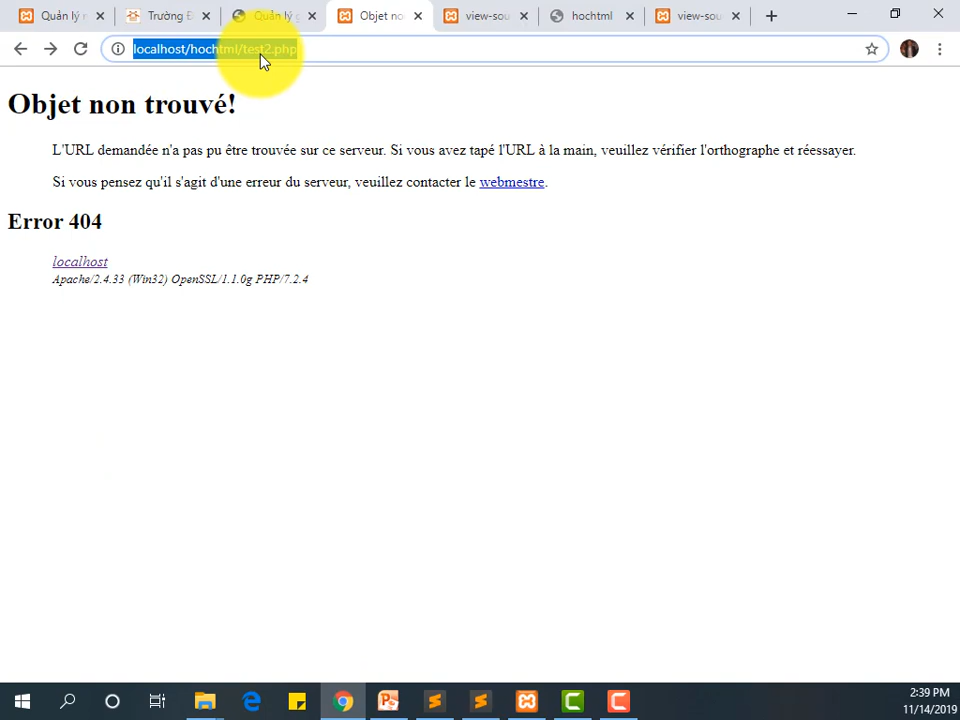 Quản lý
Trường
Quản lý g
Objet no
view-sou
hochtml
view-sou
localhost/hochtml/test2.php
Objet non trouvé!
L'URL demandée n'a pas pu être trouvée sur ce serveur. Si vous avez tapé l'URL à la main, veuillez vérifier l'orthographe et réessayer.
Si vous pensez qu'il s'agit d'une erreur du serveur, veuillez contacter le webmestre.
Error 404
localhost
Apache/2.4.33 (Win32) OpenSSL/1.1.0g PHP/7.2.4
2:39 PM
11/14/2019